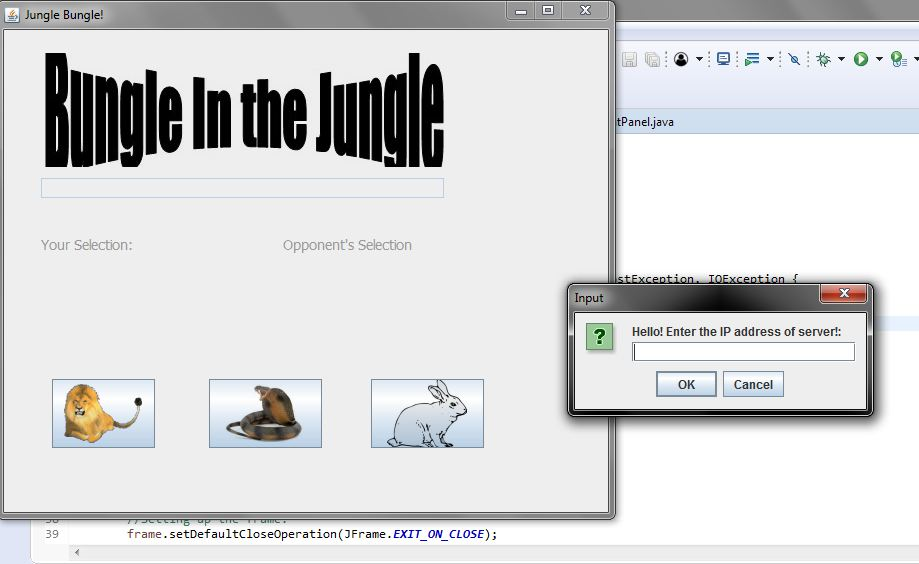 Jungle Bungle!
Bungle In the Jungle
Your Selection:
Opponent's Selection
tPanel.java
stException, IOException {
Input
Hello! Enter the IP address of server!:
OK
Cancel
//Setting up the frame.
39 frame.setDefaultCloseOperation(JFrame.EXIT_ON_CLOSE);